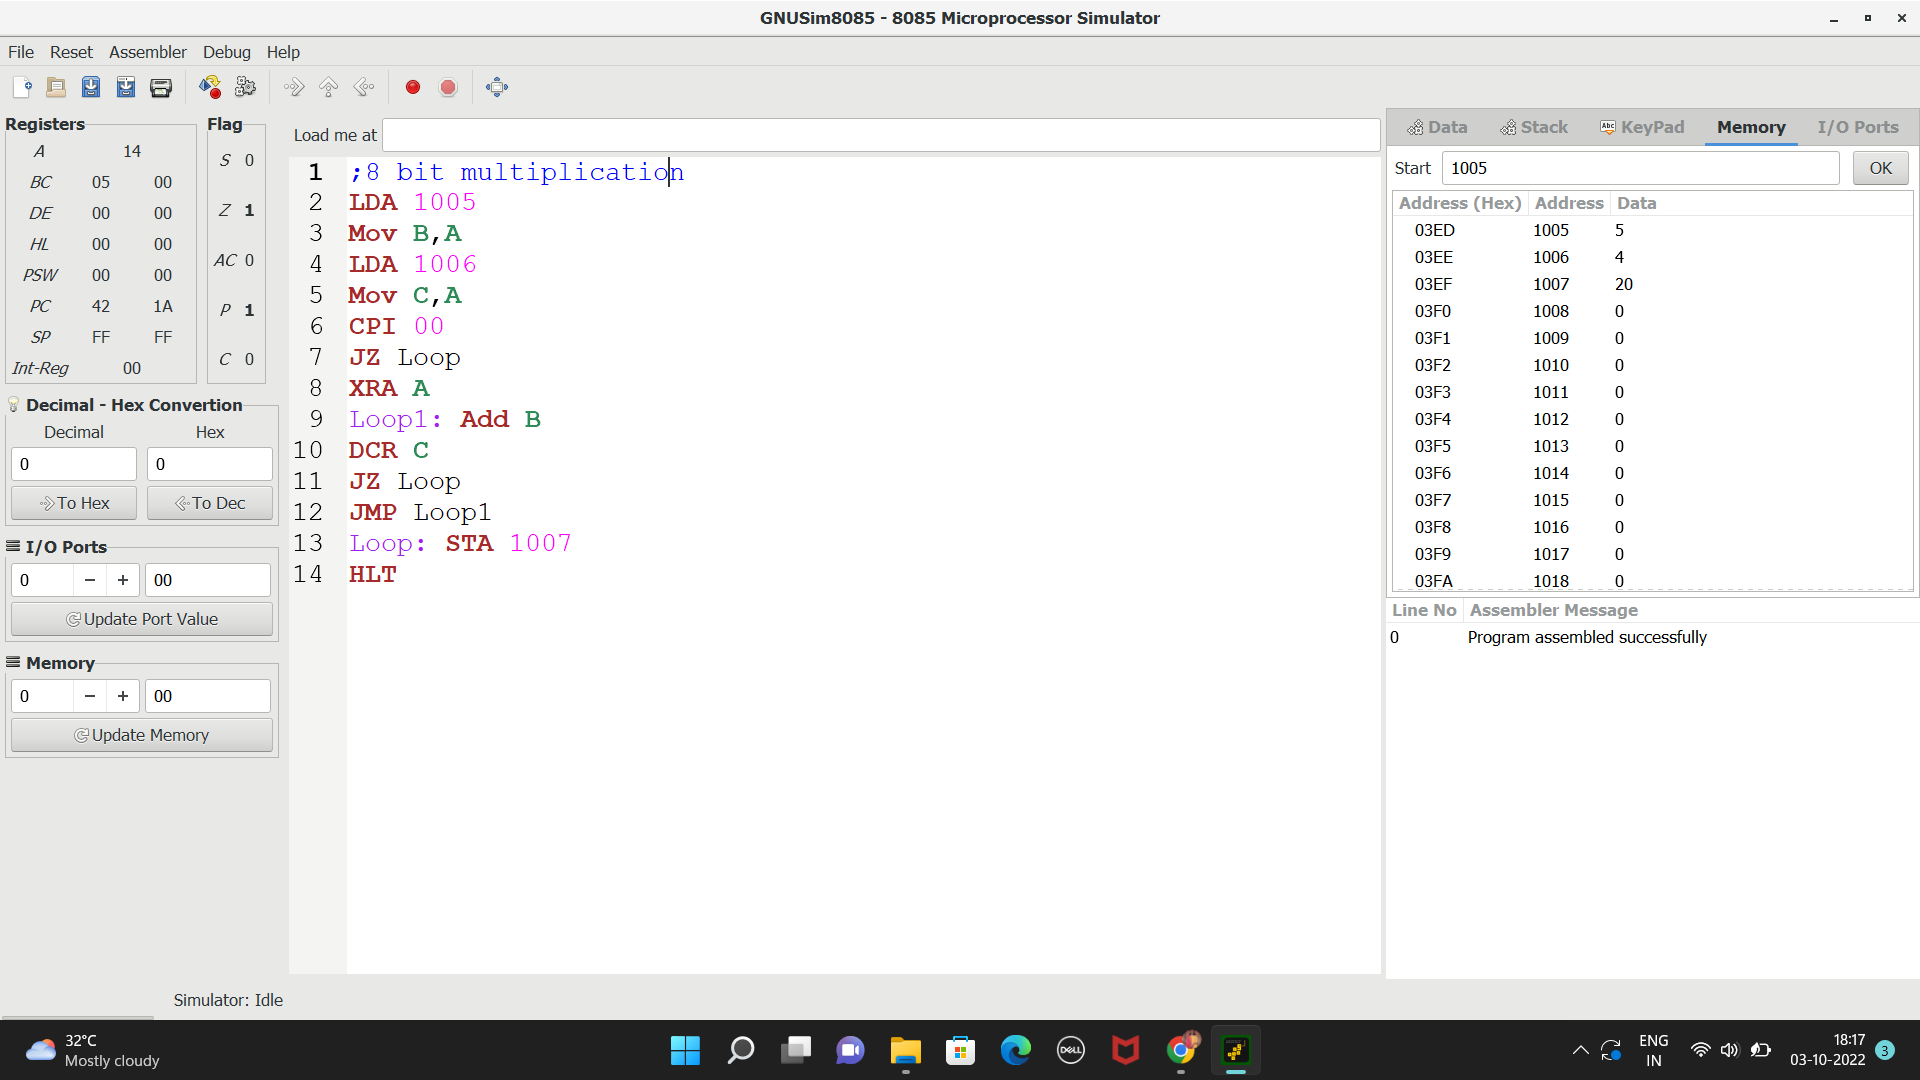 GNUSim8085 - 8085 Microprocessor Simulator
File Reset Assembler Debug Help
Registers
A 14
BC 05 00
DE 00 00
HL 00 00
PSW 00 00
PC 42 1A
SP FF FF
Int-Reg 00
Flag
S 0
Z 1
AC 0
P 1
C 0
Decimal - Hex Convertion
Decimal Hex
0 0
To Hex To Dec
I/O Ports
0 − + 00
Update Port Value
Memory
0 − + 00
Update Memory
Load me at
1 ;8 bit multiplication
2 LDA 1005
3 Mov B,A
4 LDA 1006
5 Mov C,A
6 CPI 00
7 JZ Loop
8 XRA A
9 Loop1: Add B
10 DCR C
11 JZ Loop
12 JMP Loop1
13 Loop: STA 1007
14 HLT
Data Stack Abc KeyPad Memory I/O Ports
Start 1005 OK
Address (Hex) Address Data
03ED 1005 5
03EE 1006 4
03EF 1007 20
03F0 1008 0
03F1 1009 0
03F2 1010 0
03F3 1011 0
03F4 1012 0
03F5 1013 0
03F6 1014 0
03F7 1015 0
03F8 1016 0
03F9 1017 0
03FA 1018 0
Line No Assembler Message
0 Program assembled successfully
Simulator: Idle
32°C
Mostly cloudy
DELL
ENG
IN
18:17
03-10-2022
3